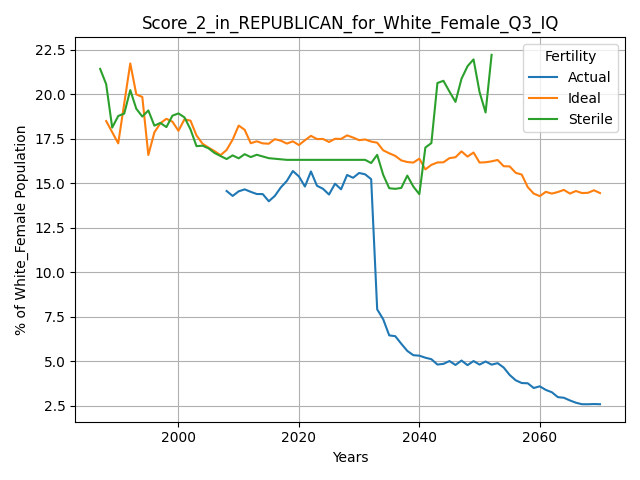 Score_2_in_REPUBLICAN_for_White_Female_Q3_IQ
Fertility
Actual
Ideal
Sterile
% of White_Female Population
22.5
20.0
17.5
15.0
12.5
10.0
7.5
5.0
2.5
2000
2020
2040
2060
Years